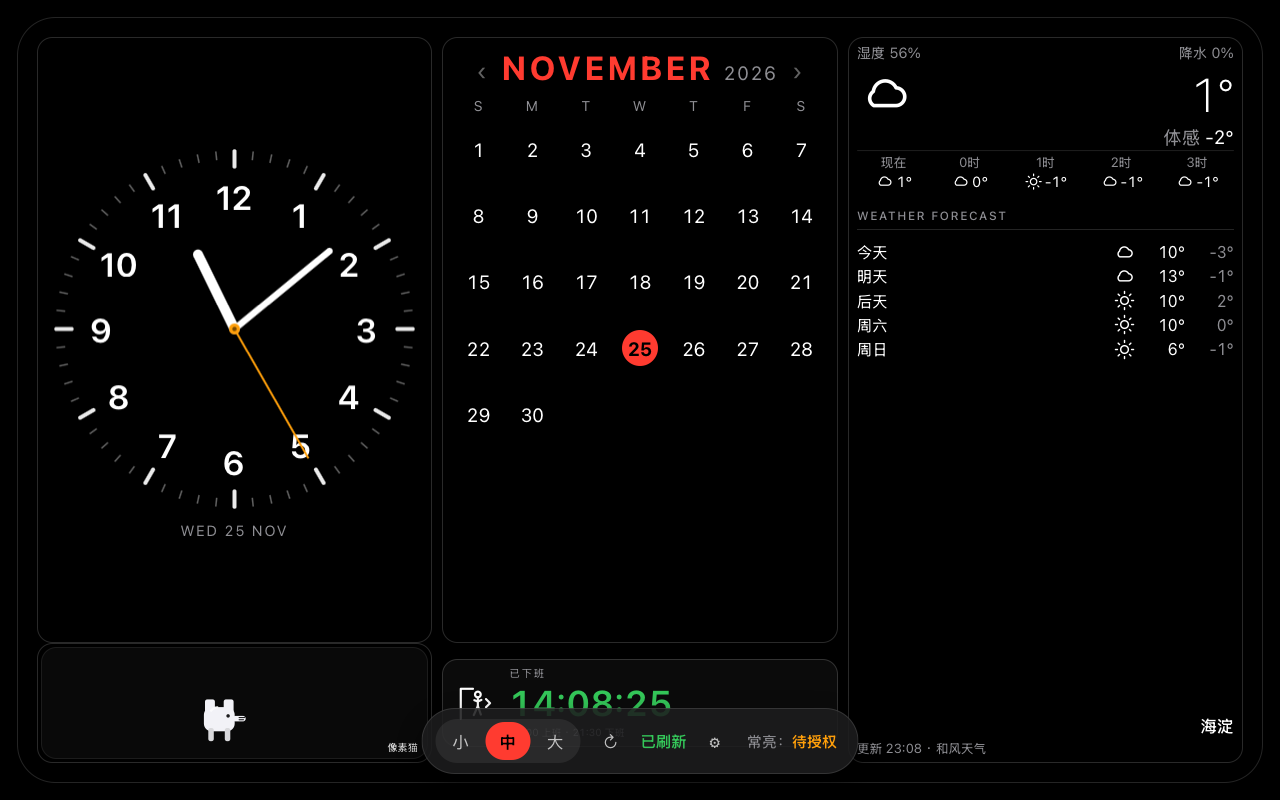 12
1
2
3
4
5
6
7
8
9
10
11
WED 25 NOV
像素猫
‹ NOVEMBER 2026 ›
S M T W T F S
1 2 3 4 5 6 7
8 9 10 11 12 13 14
15 16 17 18 19 20 21
22 23 24 25 26 27 28
29 30
已下班
14:08:25
小 中 大 已刷新 常亮: 待授权
湿度 56% 降水 0%
1°
体感 -2°
现在 0时 1时 2时 3时
1° 0° -1° -1° -1°
WEATHER FORECAST
今天 10° -3°
明天 13° -1°
后天 10° 2°
周六 10° 0°
周日 6° -1°
海淀
更新 23:08 · 和风天气